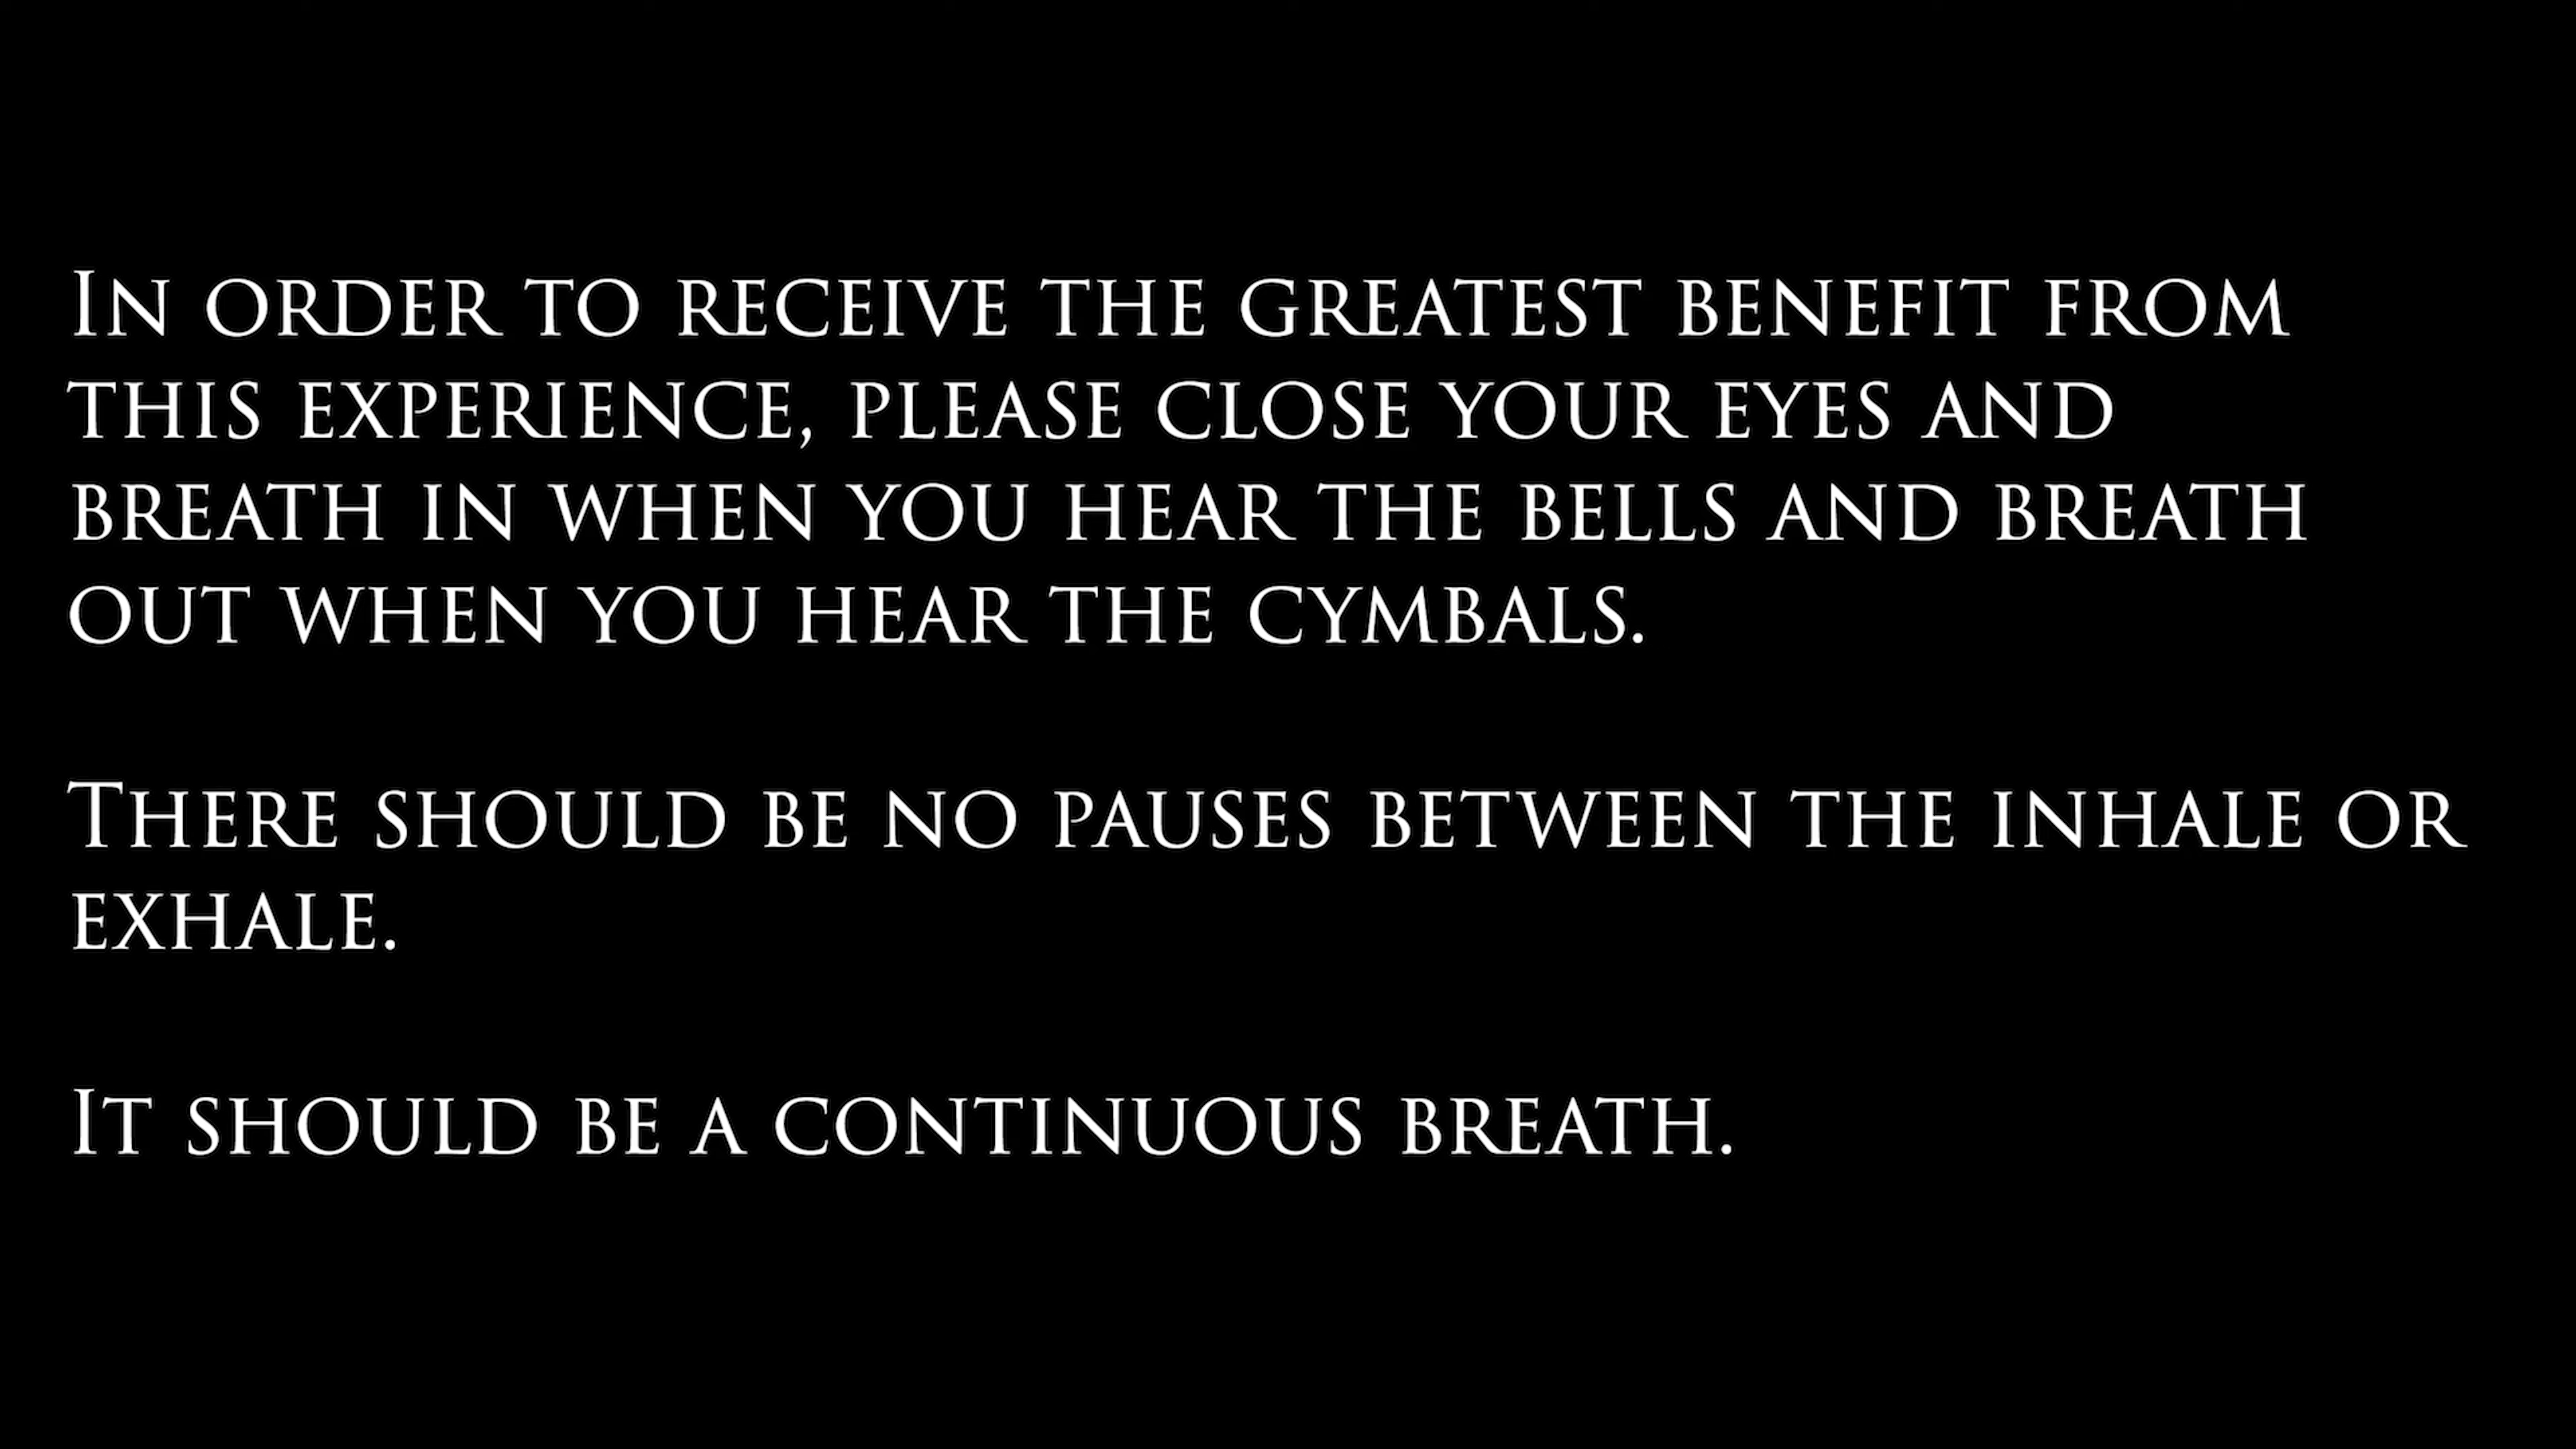 In order to receive the greatest benefit from
this experience, please close your eyes and
breath in when you hear the bells and breath
out when you hear the cymbals.
There should be no pauses between the inhale or
exhale.
It should be a continuous breath.